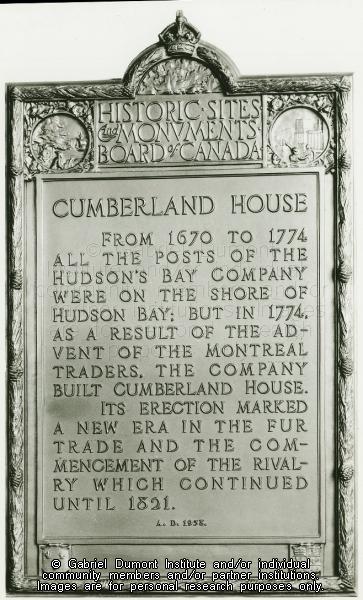 HISTORIC·SITES
and MONVMENTS
BOARD of CANADA
CUMBERLAND HOUSE
FROM 1670 TO 1774
ALL THE POSTS OF THE
HUDSON'S BAY COMPANY
WERE ON THE SHORE OF
HUDSON BAY; BUT IN 1774,
AS A RESULT OF THE AD-
VENT OF THE MONTREAL
TRADERS, THE COMPANY
BUILT CUMBERLAND HOUSE.
ITS ERECTION MARKED
A NEW ERA IN THE FUR
TRADE AND THE COM-
MENCEMENT OF THE RIVAL-
RY WHICH CONTINUED
UNTIL 1821.
A. D. 1938.
© Gabriel Dumont Institute and/or individual
community members and/or partner institutions.
Images are for personal research purposes only.